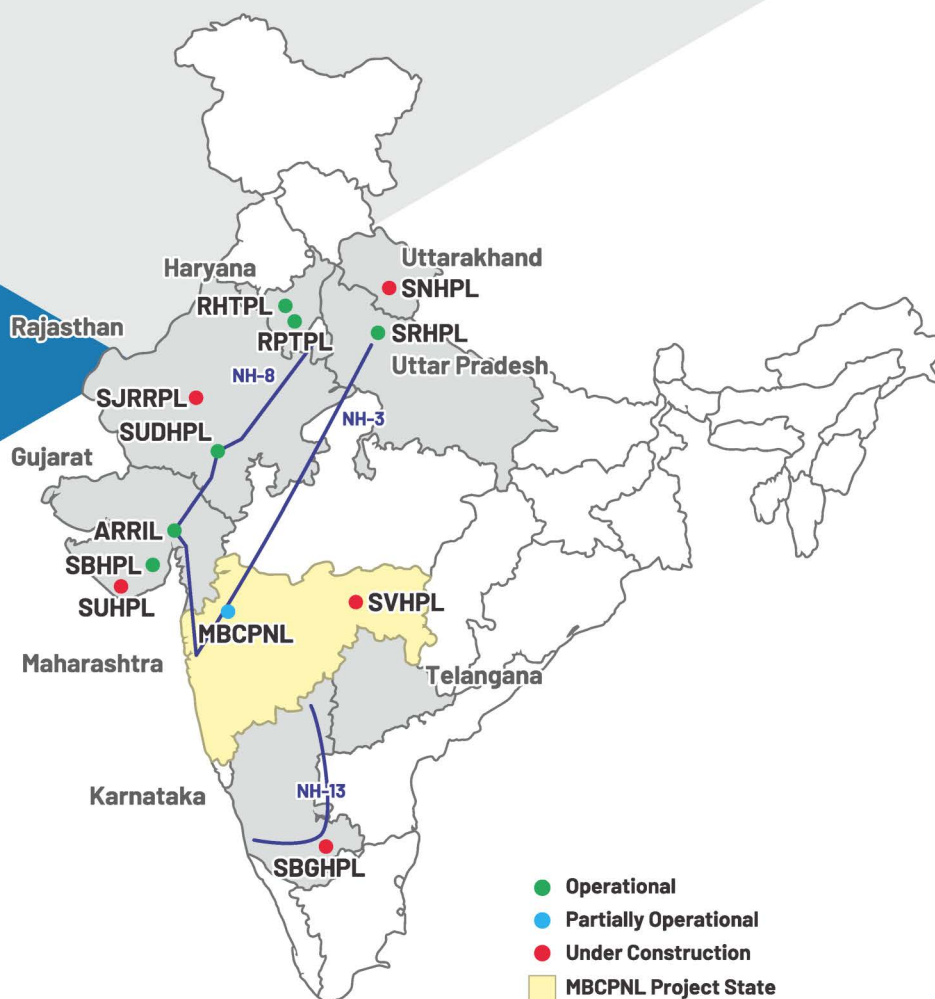 Uttarakhand
Haryana
SNHPL
RHTPL
Rajasthan
RPTPL
SRHPL
Uttar Pradesh
NH-8
SJRRPL
NH-3
SUDHPL
Gujarat
ARRIL
SBHPL
SUHPL
SVHPL
MBCPNL
Maharashtra
Telangana
Karnataka
NH-13
SBGHPL
Operational
Partially Operational
Under Construction
MBCPNL Project State